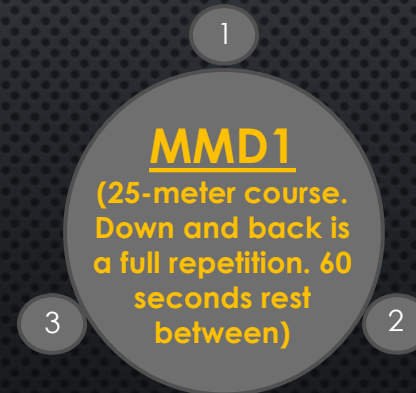 1
MMD1
(25-meter course.
Down and back is
a full repetition. 60
seconds rest
between)
3
2